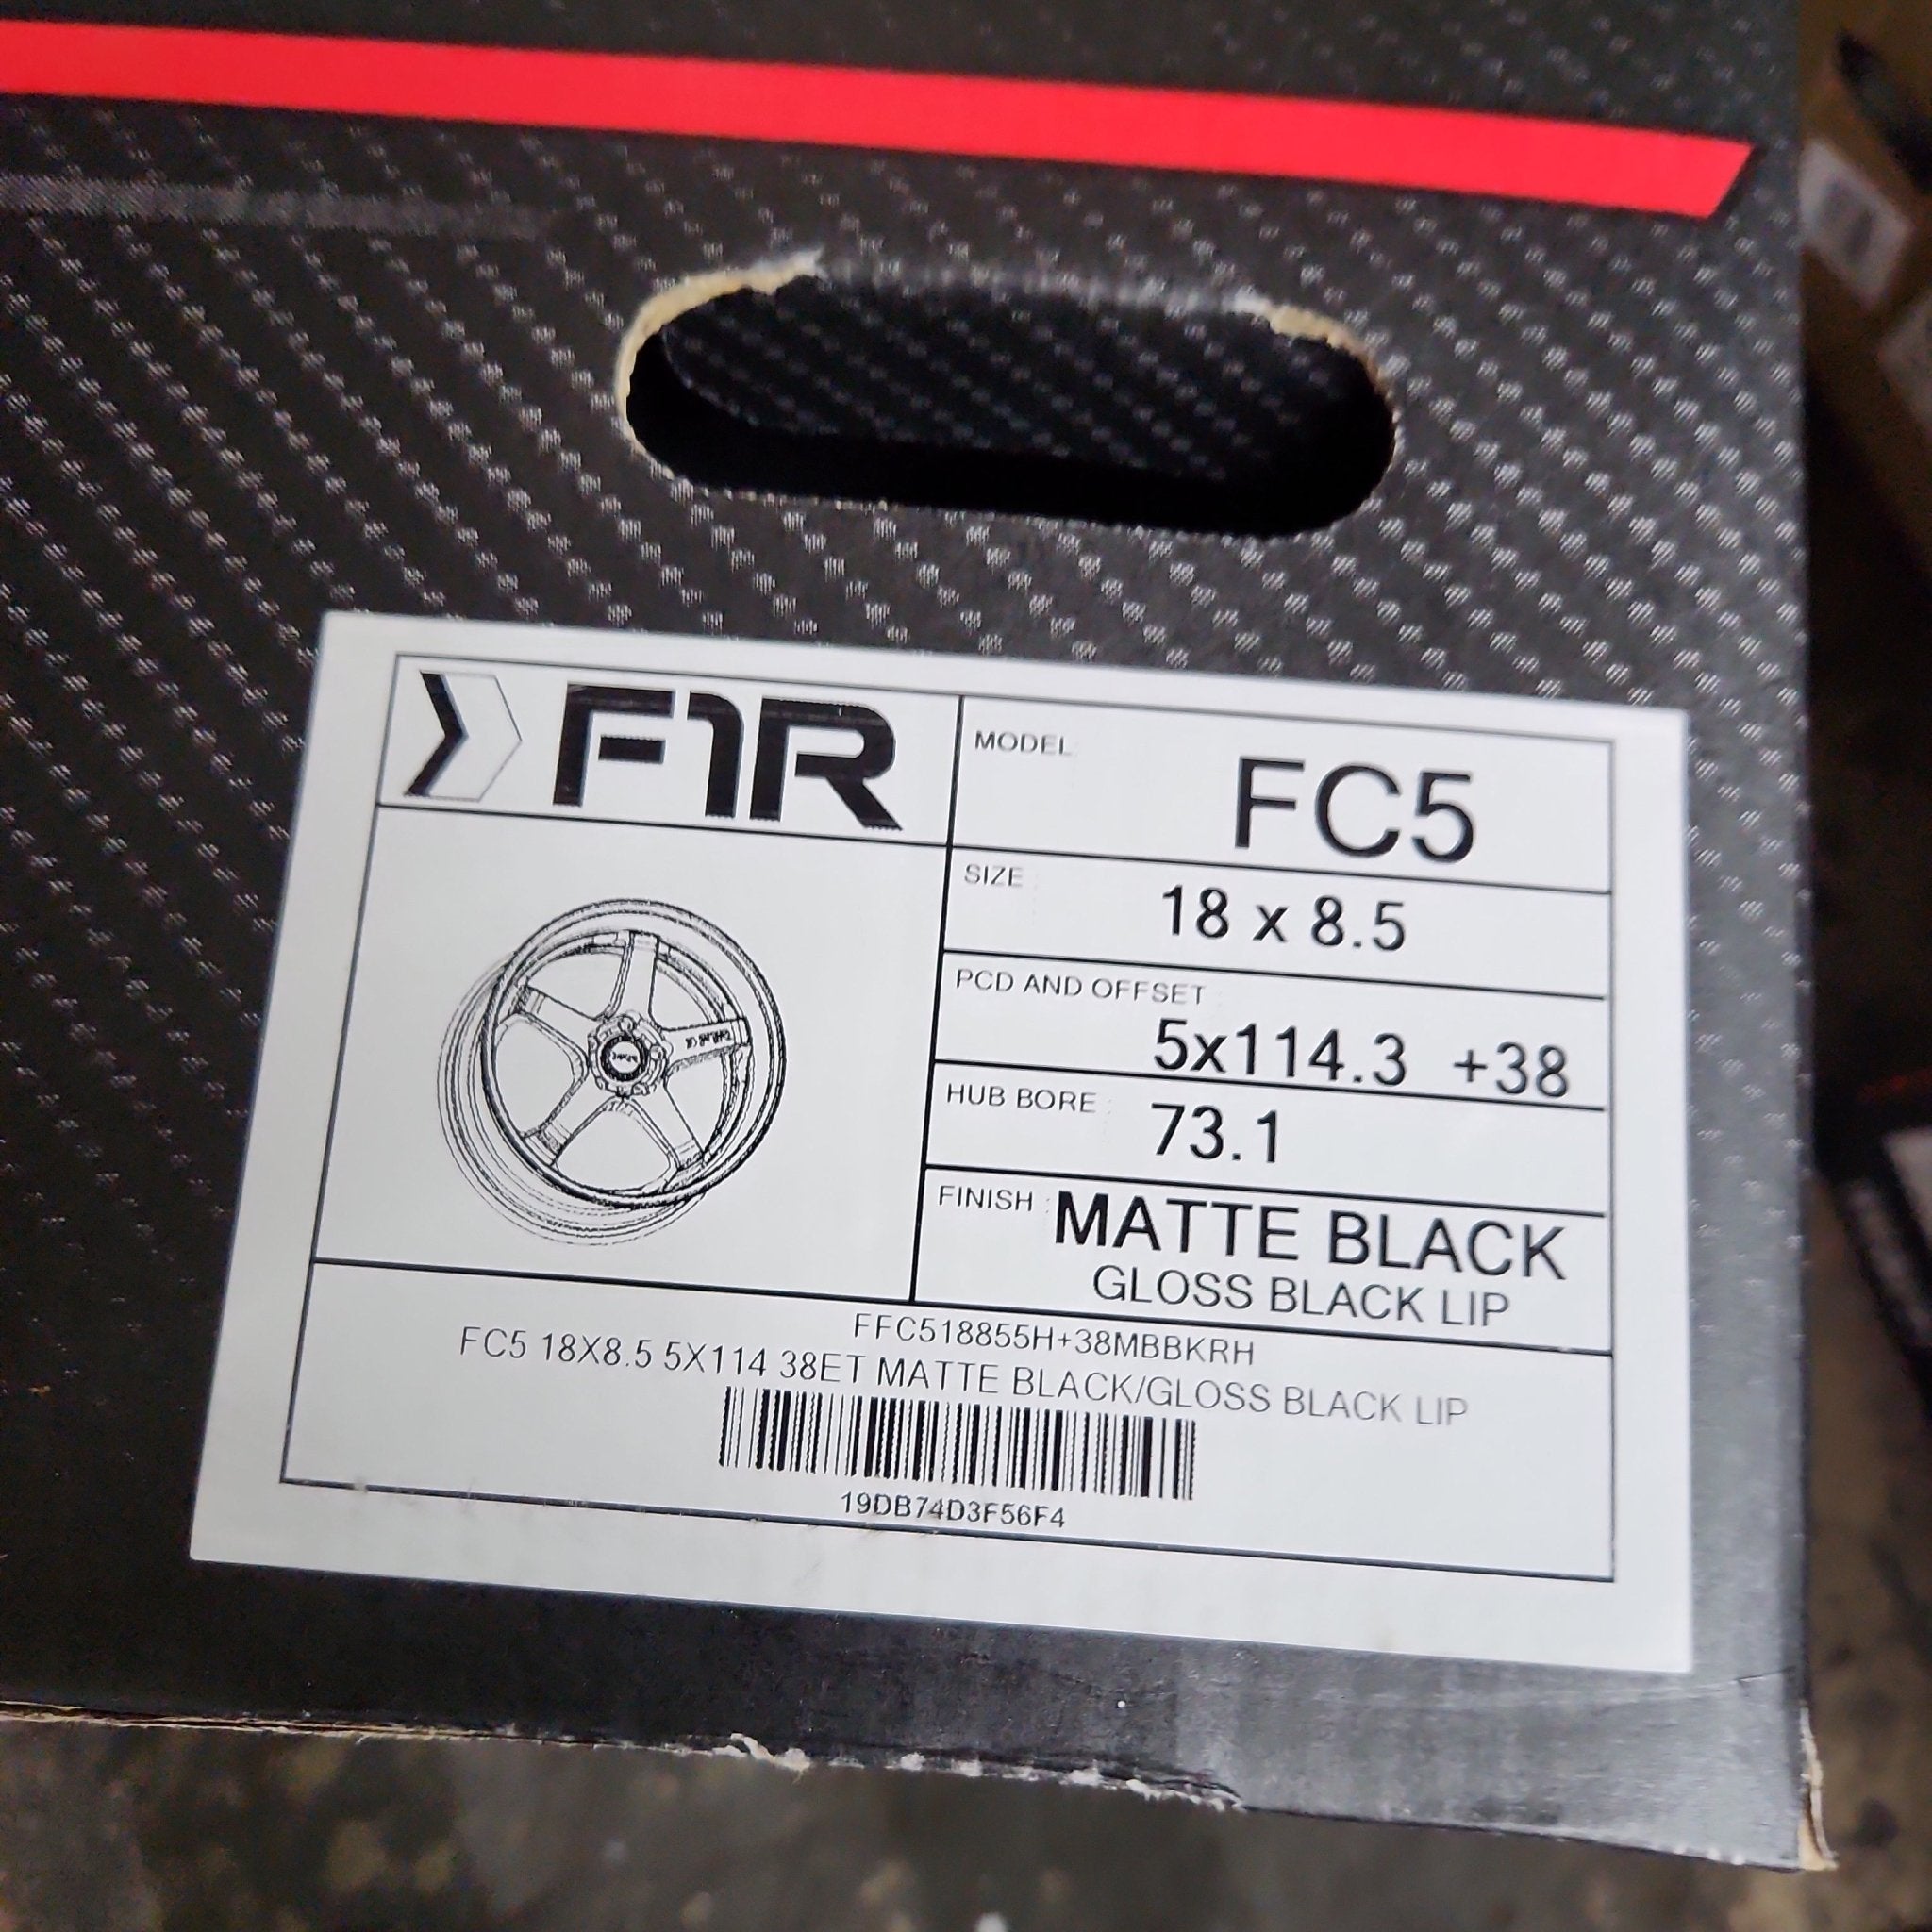 F1R
MODEL
FC5
SIZE
18 x 8.5
PCD AND OFFSET
5x114.3 +38
HUB BORE
73.1
FINISH
MATTE BLACK
GLOSS BLACK LIP
FFC518855H+38MBBKRH
FC5 18X8.5 5X114 38ET MATTE BLACK/GLOSS BLACK LIP
19DB74D3F56F4